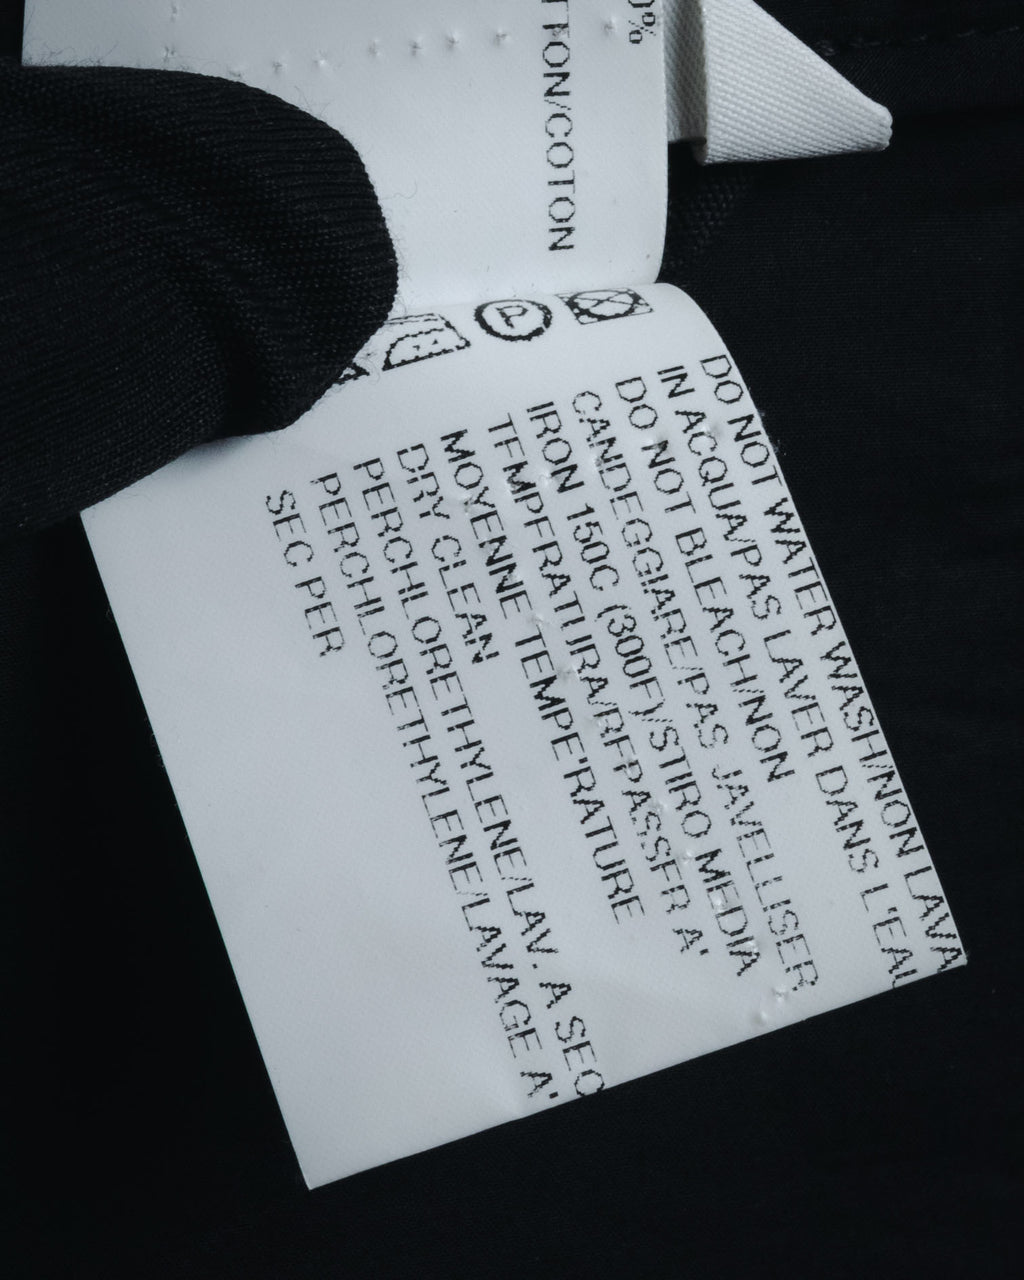 0%
TTON/COTON
P
DO NOT WATER WASH/NON LAVA
IN ACQUA/PAS LAVER DANS L'EAU
DO NOT BLEACH/NON
CANDEGGIARE/PAS JAVELLISER
IRON 150C (300F)/STIRO MEDIA
TEMPERATURA/REPASSER A'
MOYENNE TEMPE'RATURE
DRY CLEAN
PERCHLORETHYLENE/LAV. A SEC
PERCHLORETHYLENE/LAVAGE A'
SEC PER